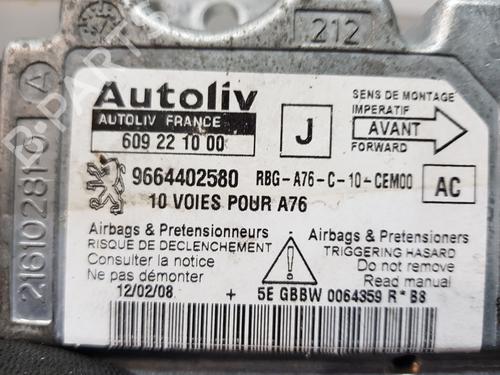 212
Autoliv
AUTOLIV FRANCE
609 22 10 00
J
SENS DE MONTAGE
IMPERATIF
AVANT
FORWARD
9664402580 RBG-A76-C-10-CEM00 AC
10 VOIES POUR A76
Airbags & Pretensionneurs
RISQUE DE DECLENCHEMENT
Consulter la notice
Ne pas démonter
Airbags & Pretensioners
TRIGGERING HASARD
Do not remove
Read manual
12/02/08 + 5E GBBW 0064359 R*B8
A